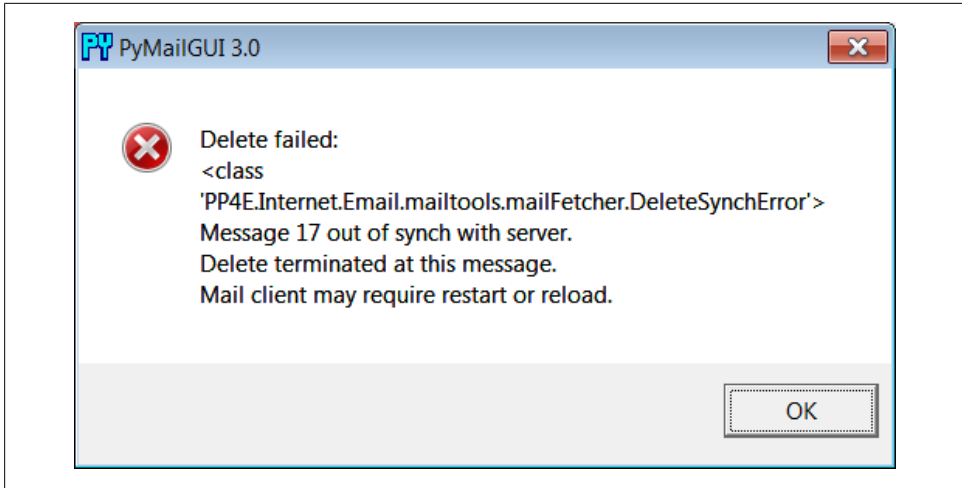 PY PyMailGUI 3.0
Delete failed:
<class
'PP4E.Internet.Email.mailtools.mailFetcher.DeleteSynchError'>
Message 17 out of synch with server.
Delete terminated at this message.
Mail client may require restart or reload.
OK